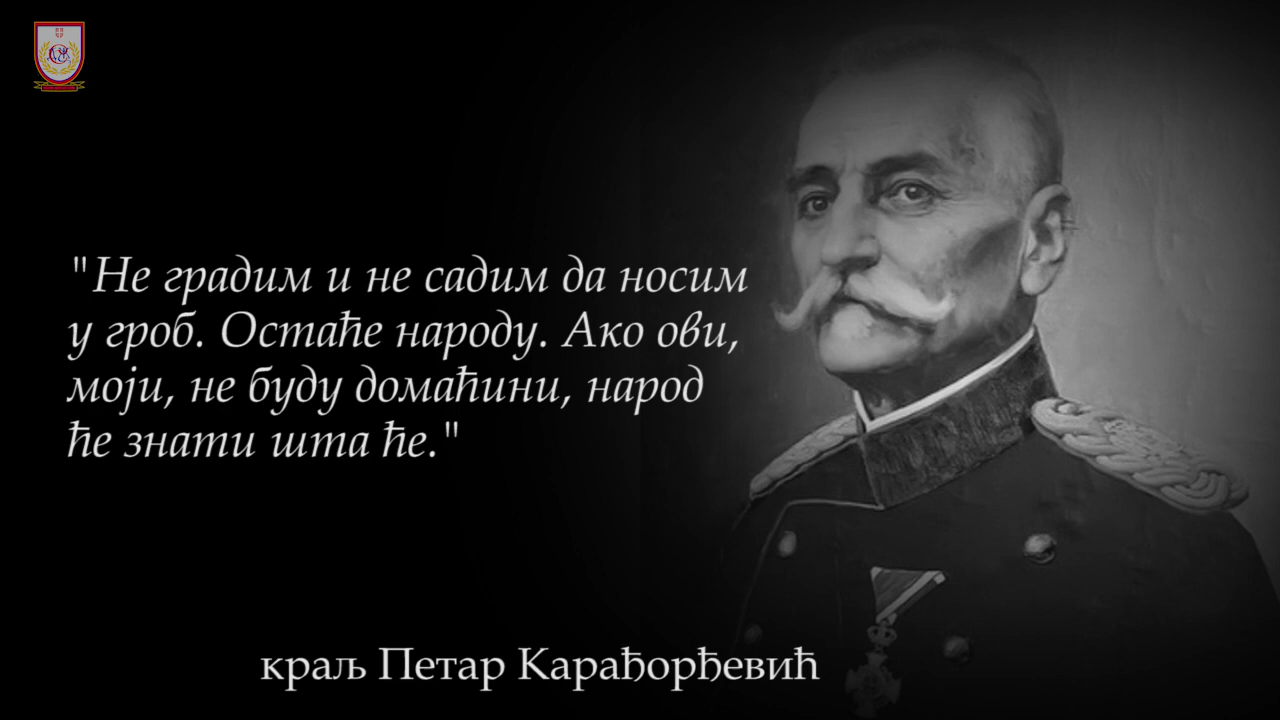 "Не градим и не садим да носим
у гроб. Остаће народу. Ако ови,
моји, не буду домаћини, народ
ће знати шта ће."
краљ Петар Карађорђевић